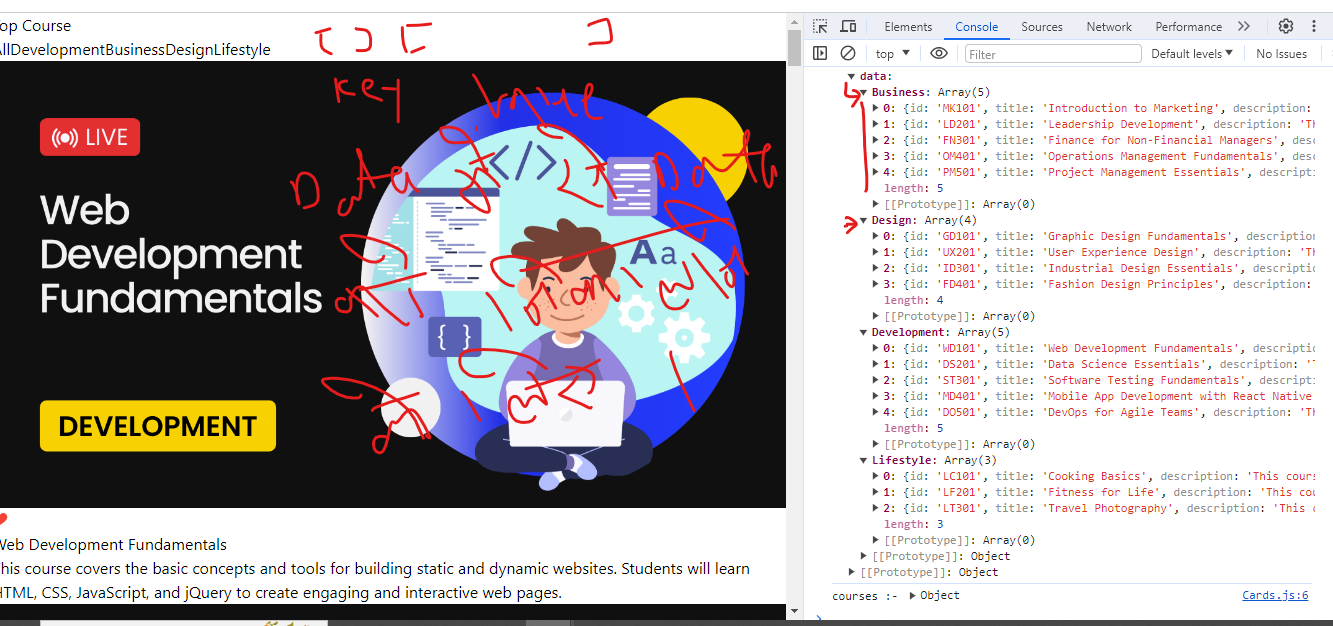 op Course
AllDevelopmentBusinessDesignLifestyle
Key
Value
Data
Data
LIVE
Web
Development
Fundamentals
</>
Aa
{ }
DEVELOPMENT
Web Development Fundamentals
his course covers the basic concepts and tools for building static and dynamic websites. Students will learn
HTML, CSS, JavaScript, and jQuery to create engaging and interactive web pages.
Elements Console Sources Network Performance
top Filter Default levels No Issues
data:
Business: Array(5)
0: {id: 'MK101', title: 'Introduction to Marketing', description:
1: {id: 'LD201', title: 'Leadership Development', description: 'Th
2: {id: 'FN301', title: 'Finance for Non-Financial Managers', desc
3: {id: 'OM401', title: 'Operations Management Fundamentals', desc
4: {id: 'PM501', title: 'Project Management Essentials', descripti
length: 5
[[Prototype]]: Array(0)
Design: Array(4)
0: {id: 'GD101', title: 'Graphic Design Fundamentals', description
1: {id: 'UX201', title: 'User Experience Design', description: 'Th
2: {id: 'ID301', title: 'Industrial Design Essentials', descriptio
3: {id: 'FD401', title: 'Fashion Design Principles', description:
length: 4
[[Prototype]]: Array(0)
Development: Array(5)
0: {id: 'WD101', title: 'Web Development Fundamentals', descriptio
1: {id: 'DS201', title: 'Data Science Essentials', description: 'T
2: {id: 'ST301', title: 'Software Testing Fundamentals', descripti
3: {id: 'MD401', title: 'Mobile App Development with React Native
4: {id: 'DO501', title: 'DevOps for Agile Teams', description: 'Th
length: 5
[[Prototype]]: Array(0)
Lifestyle: Array(3)
0: {id: 'LC101', title: 'Cooking Basics', description: 'This cours
1: {id: 'LF201', title: 'Fitness for Life', description: 'This cou
2: {id: 'LT301', title: 'Travel Photography', description: 'This c
length: 3
[[Prototype]]: Array(0)
[[Prototype]]: Object
[[Prototype]]: Object
courses :- Object Cards.js:6